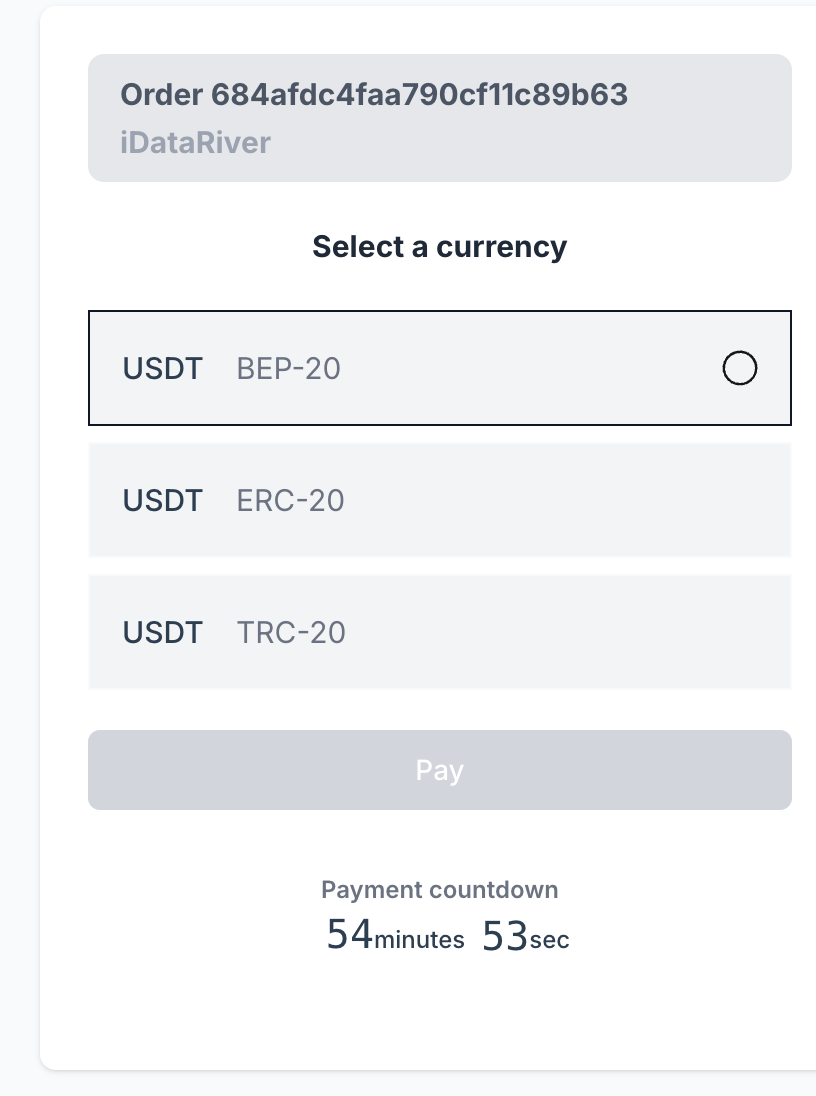 Order 684afdc4faa790cf11c89b63
iDataRiver
Select a currency
USDT BEP-20
USDT ERC-20
USDT TRC-20
Pay
Payment countdown
54minutes 53sec